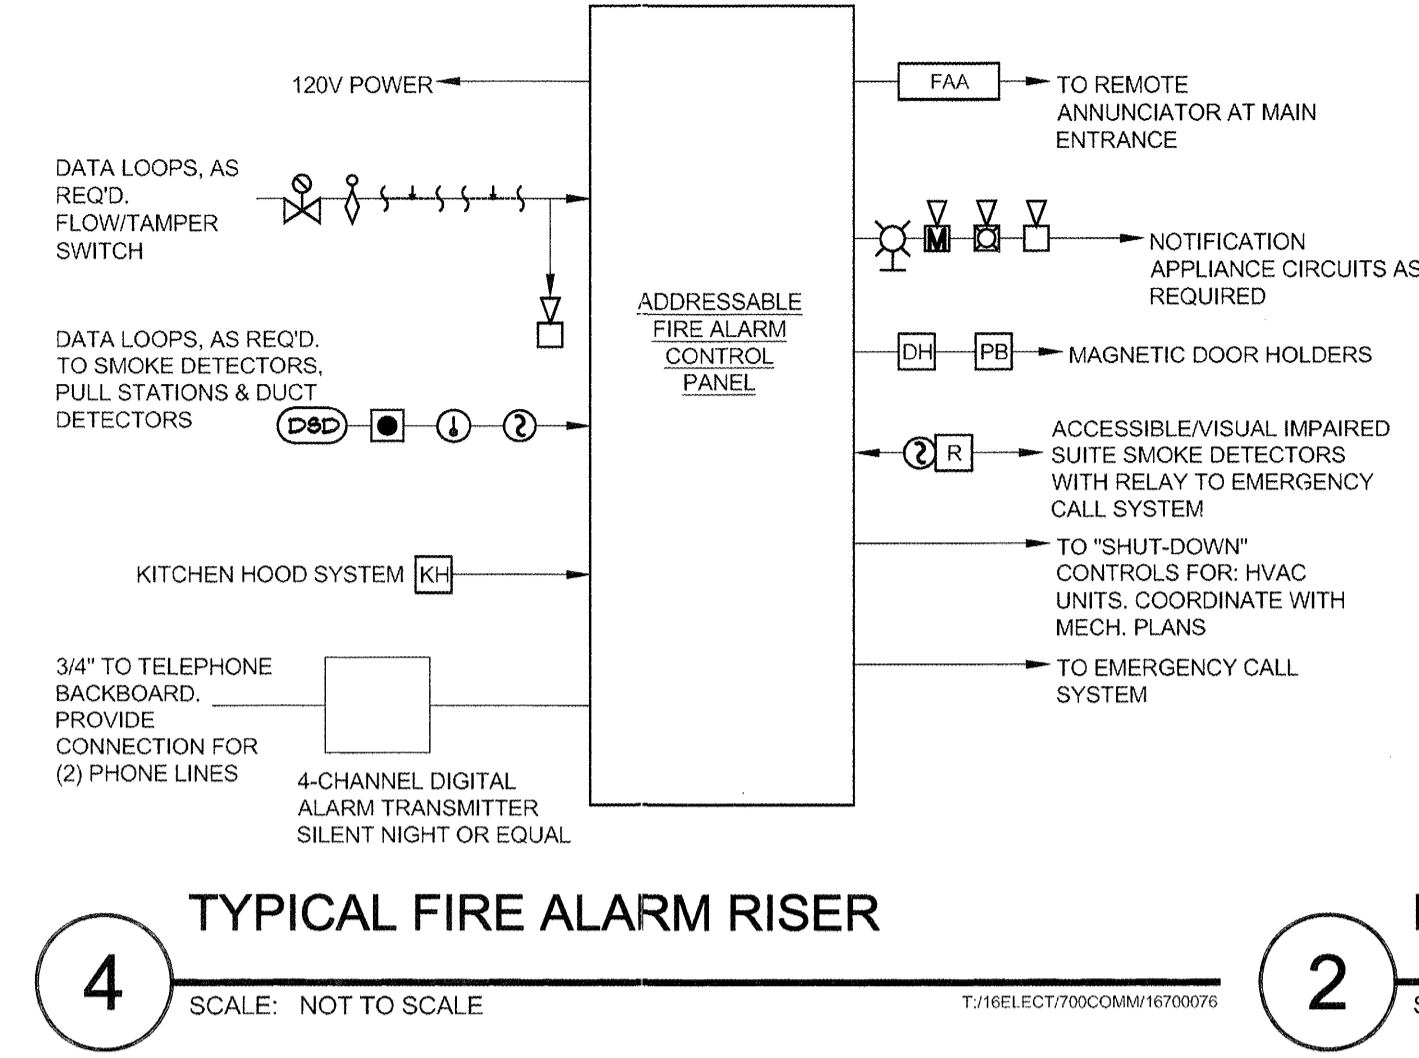 120V POWER
DATA LOOPS, AS
REQ'D.
FLOW/TAMPER
SWITCH
DATA LOOPS, AS REQ'D.
TO SMOKE DETECTORS,
PULL STATIONS & DUCT
DETECTORS
DSD
KITCHEN HOOD SYSTEM KH
3/4" TO TELEPHONE
BACKBOARD.
PROVIDE
CONNECTION FOR
(2) PHONE LINES
4-CHANNEL DIGITAL
ALARM TRANSMITTER
SILENT NIGHT OR EQUAL
ADDRESSABLE
FIRE ALARM
CONTROL
PANEL
FAA
TO REMOTE
ANNUNCIATOR AT MAIN
ENTRANCE
M
NOTIFICATION
APPLIANCE CIRCUITS AS
REQUIRED
DH PB MAGNETIC DOOR HOLDERS
R
ACCESSIBLE/VISUAL IMPAIRED
SUITE SMOKE DETECTORS
WITH RELAY TO EMERGENCY
CALL SYSTEM
TO "SHUT-DOWN"
CONTROLS FOR: HVAC
UNITS. COORDINATE WITH
MECH. PLANS
TO EMERGENCY CALL
SYSTEM
4
TYPICAL FIRE ALARM RISER
SCALE: NOT TO SCALE
T:/16ELECT/700COMM/16700076
2